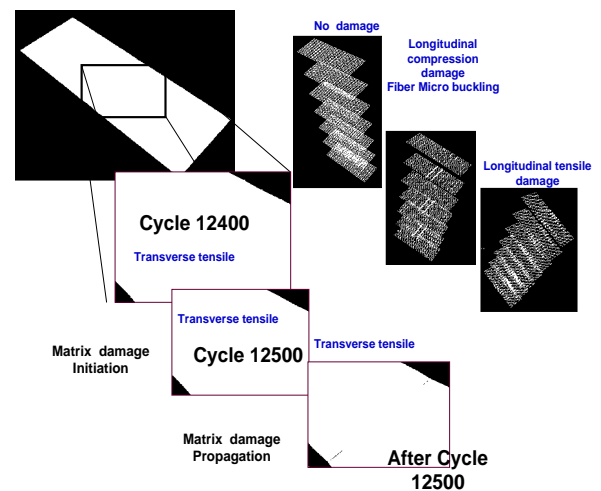 No damage
Longitudinal
compression
damage
Fiber Micro buckling
Longitudinal tensile
damage
Cycle 12400
Transverse tensile
Transverse tensile
Cycle 12500
Matrix damage
Initiation
Transverse tensile
Matrix damage
Propagation
After Cycle
12500